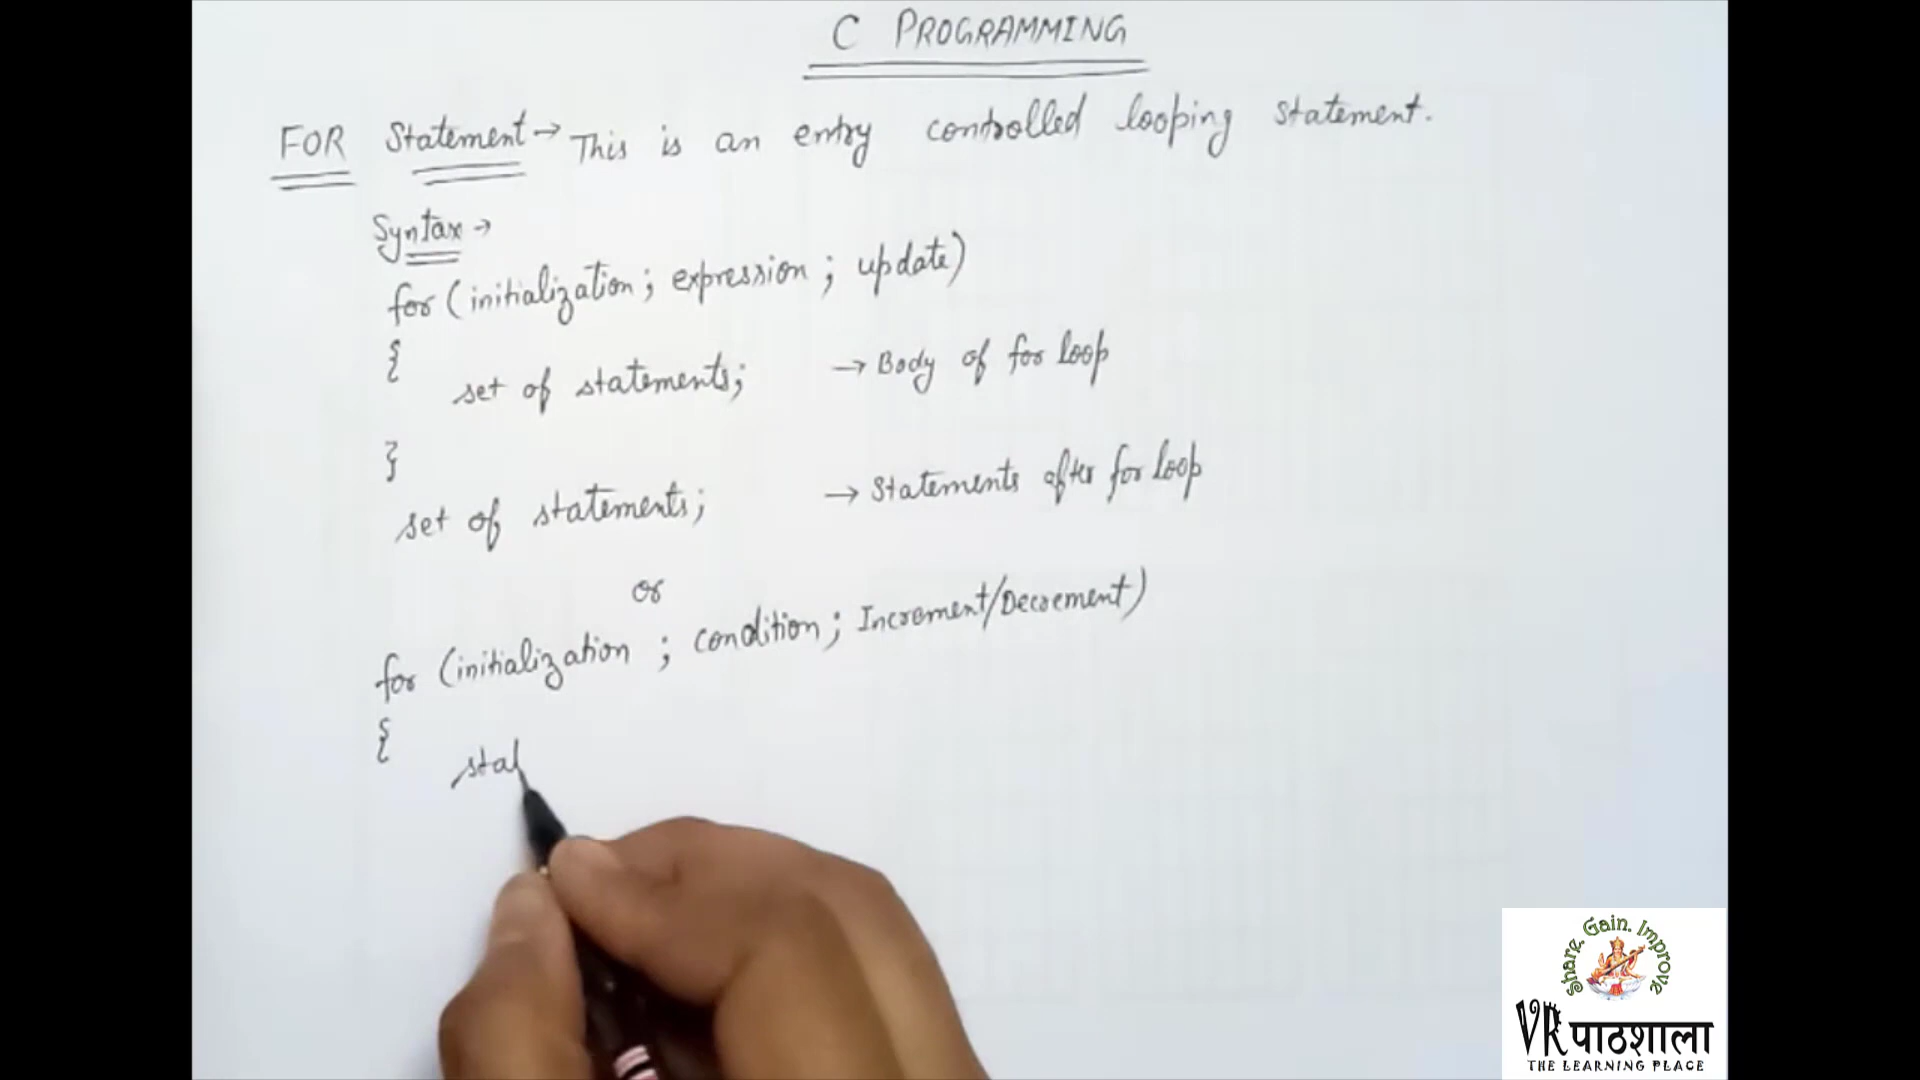 C PROGRAMMING
FOR Statement → This is an entry controlled looping statement.
Syntax →
for (initialization ; expression ; update)
{
set of statements; → Body of for loop
}
set of statements; → Statements after for loop
or
for (initialization ; condition ; Increment/Decrement)
{
stat
Share. Gain. Improve
VR पाठशाला
THE LEARNING PLACE